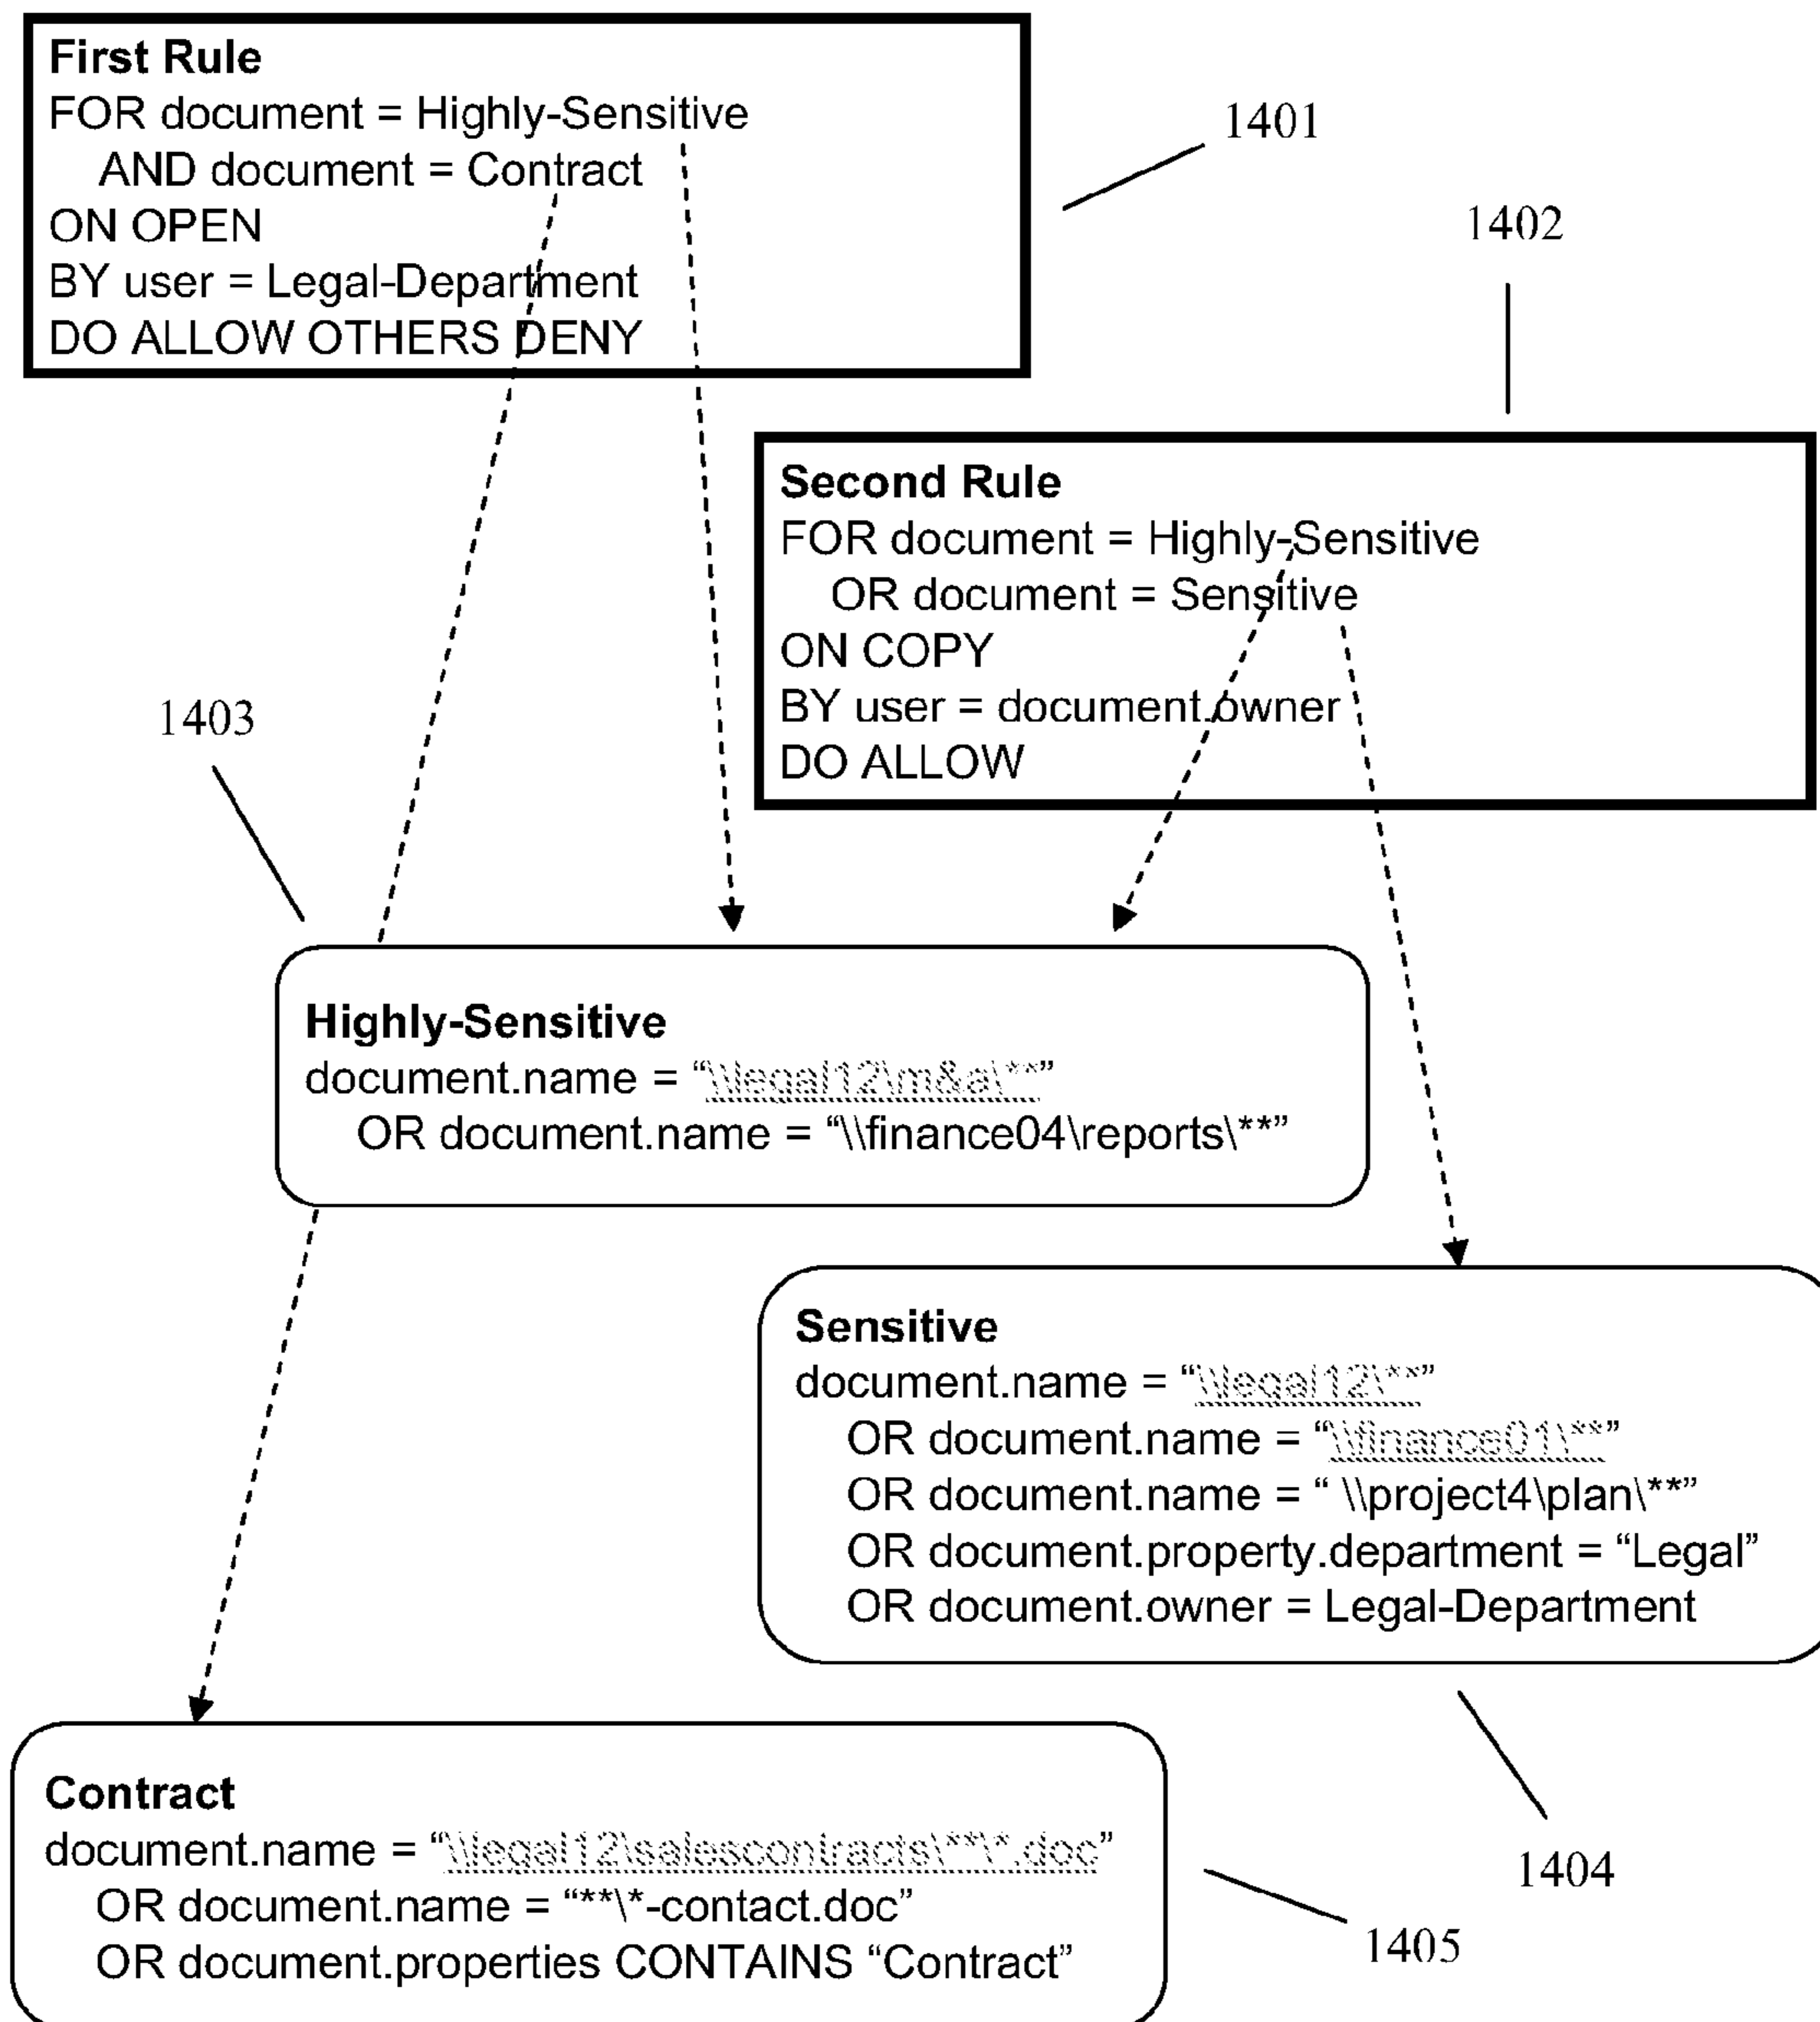 First Rule
FOR document = Highly-Sensitive
AND document = Contract
ON OPEN
BY user = Legal-Department
DO ALLOW OTHERS DENY
1401
1402
Second Rule
FOR document = Highly-Sensitive
OR document = Sensitive
ON COPY
BY user = document.owner
DO ALLOW
1403
Highly-Sensitive
document.name = “\\legal12\m&a\**”
OR document.name = “\\finance04\reports\**”
Sensitive
document.name = “\\legal12\**”
OR document.name = “\\finance01\**”
OR document.name = “ \\project4\plan\**”
OR document.property.department = “Legal”
OR document.owner = Legal-Department
1404
Contract
document.name = “\\legal12\salescontracts\**\*.doc”
OR document.name = “**\*-contact.doc”
OR document.properties CONTAINS “Contract”
1405